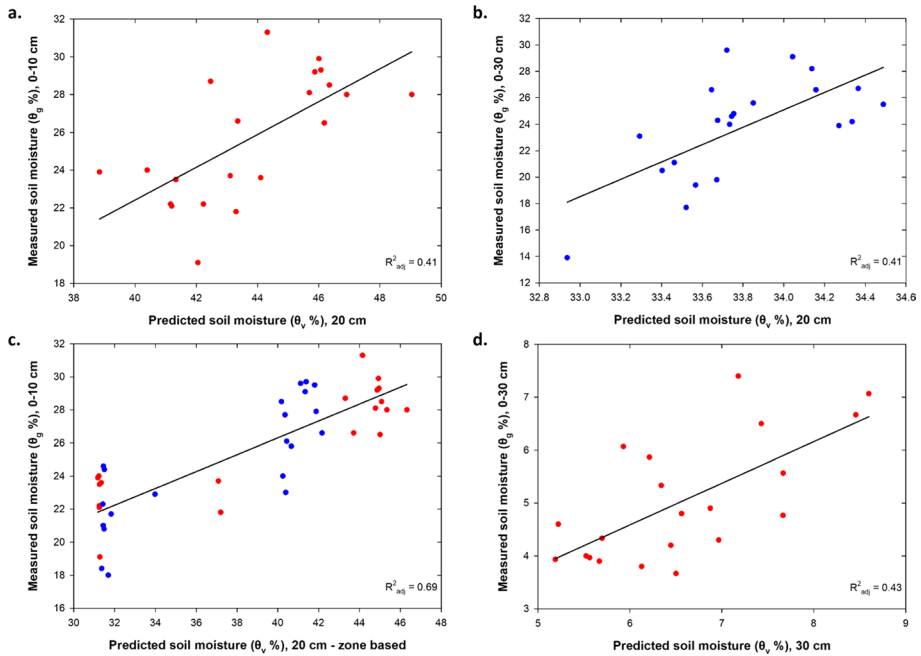 a.
32
30
28
26
24
22
20
18
Measured soil moisture (θg %), 0-10 cm
R²adj = 0.41
38 40 42 44 46 48 50
Predicted soil moisture (θv %), 20 cm
b.
32
30
28
26
24
22
20
18
16
14
12
Measured soil moisture (θg %), 0-30 cm
R²adj = 0.41
32.8 33.0 33.2 33.4 33.6 33.8 34.0 34.2 34.4 34.6
Predicted soil moisture (θv %), 20 cm
c.
32
30
28
26
24
22
20
18
16
Measured soil moisture (θg %), 0-10 cm
R²adj = 0.69
30 32 34 36 38 40 42 44 46 48
Predicted soil moisture (θv %), 20 cm - zone based
d.
8
7
6
5
4
3
Measured soil moisture (θg %), 0-30 cm
R²adj = 0.43
5 6 7 8 9
Predicted soil moisture (θv %), 30 cm